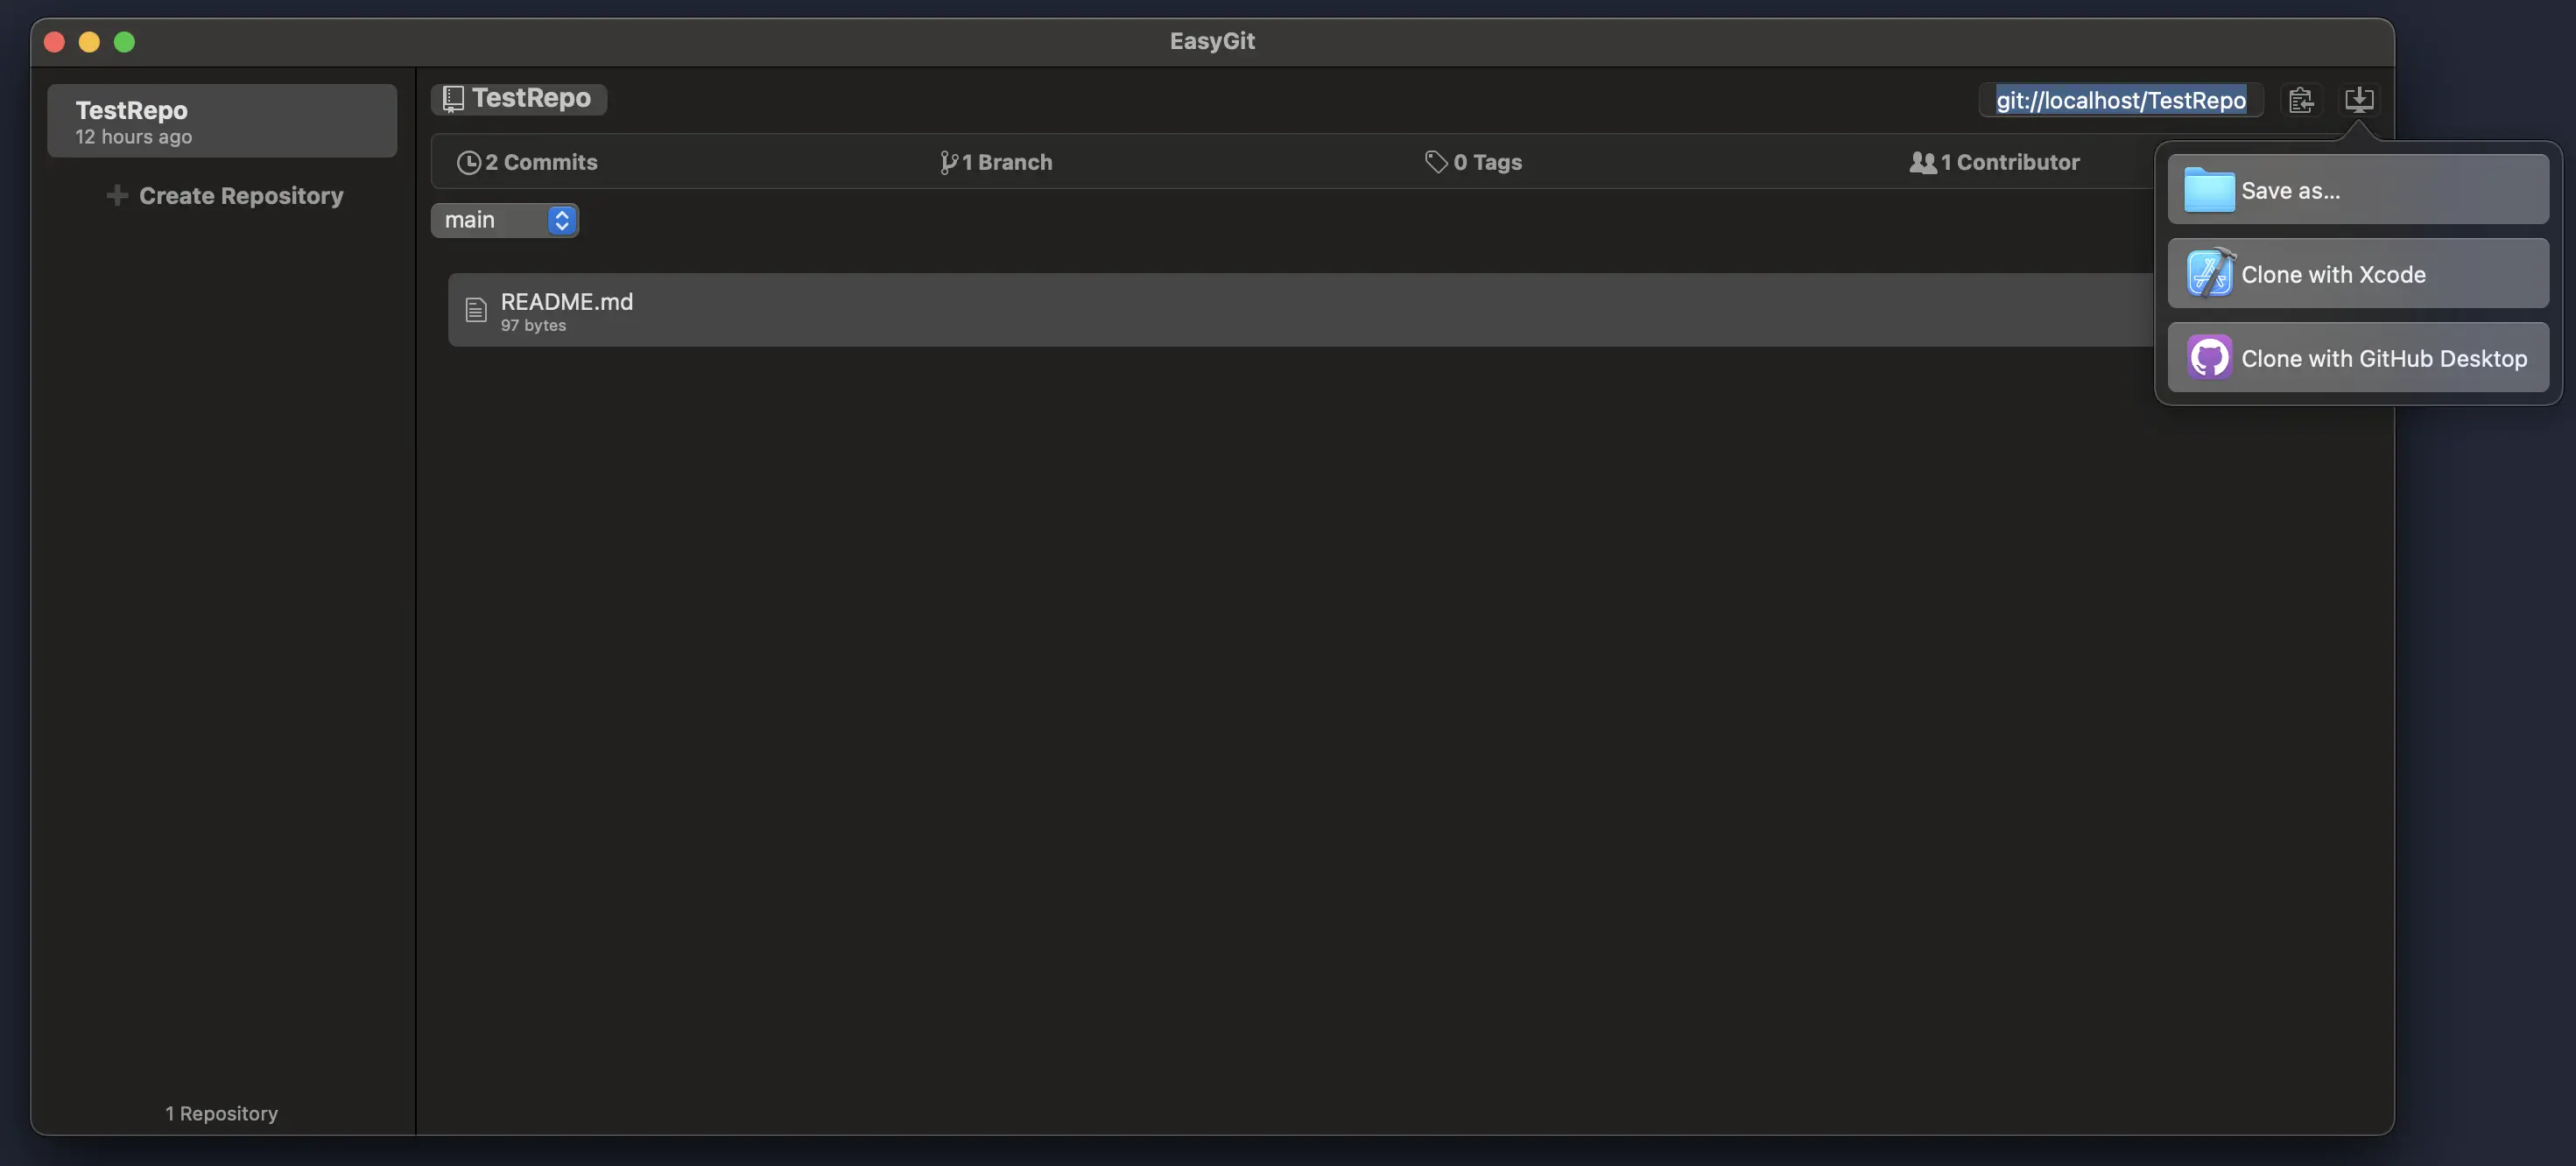 EasyGit
TestRepo
12 hours ago
Create Repository
1 Repository
TestRepo
git://localhost/TestRepo
2 Commits
1 Branch
0 Tags
1 Contributor
main
README.md
97 bytes
Save as...
Clone with Xcode
Clone with GitHub Desktop